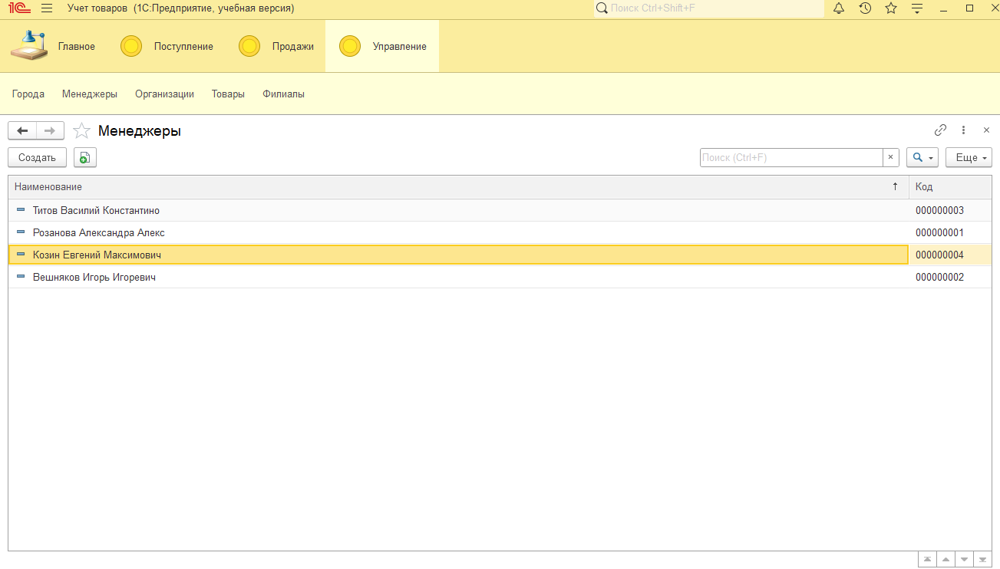 1С Учет товаров (1С:Предприятие, учебная версия) Поиск Ctrl+Shift+F
Главное Поступление Продажи Управление
Города Менеджеры Организации Товары Филиалы
Менеджеры
Создать Поиск (Ctrl+F) × Еще
Наименование ↑ Код
Титов Василий Константино 000000003
Розанова Александра Алекс 000000001
Козин Евгений Максимович 000000004
Вешняков Игорь Игоревич 000000002